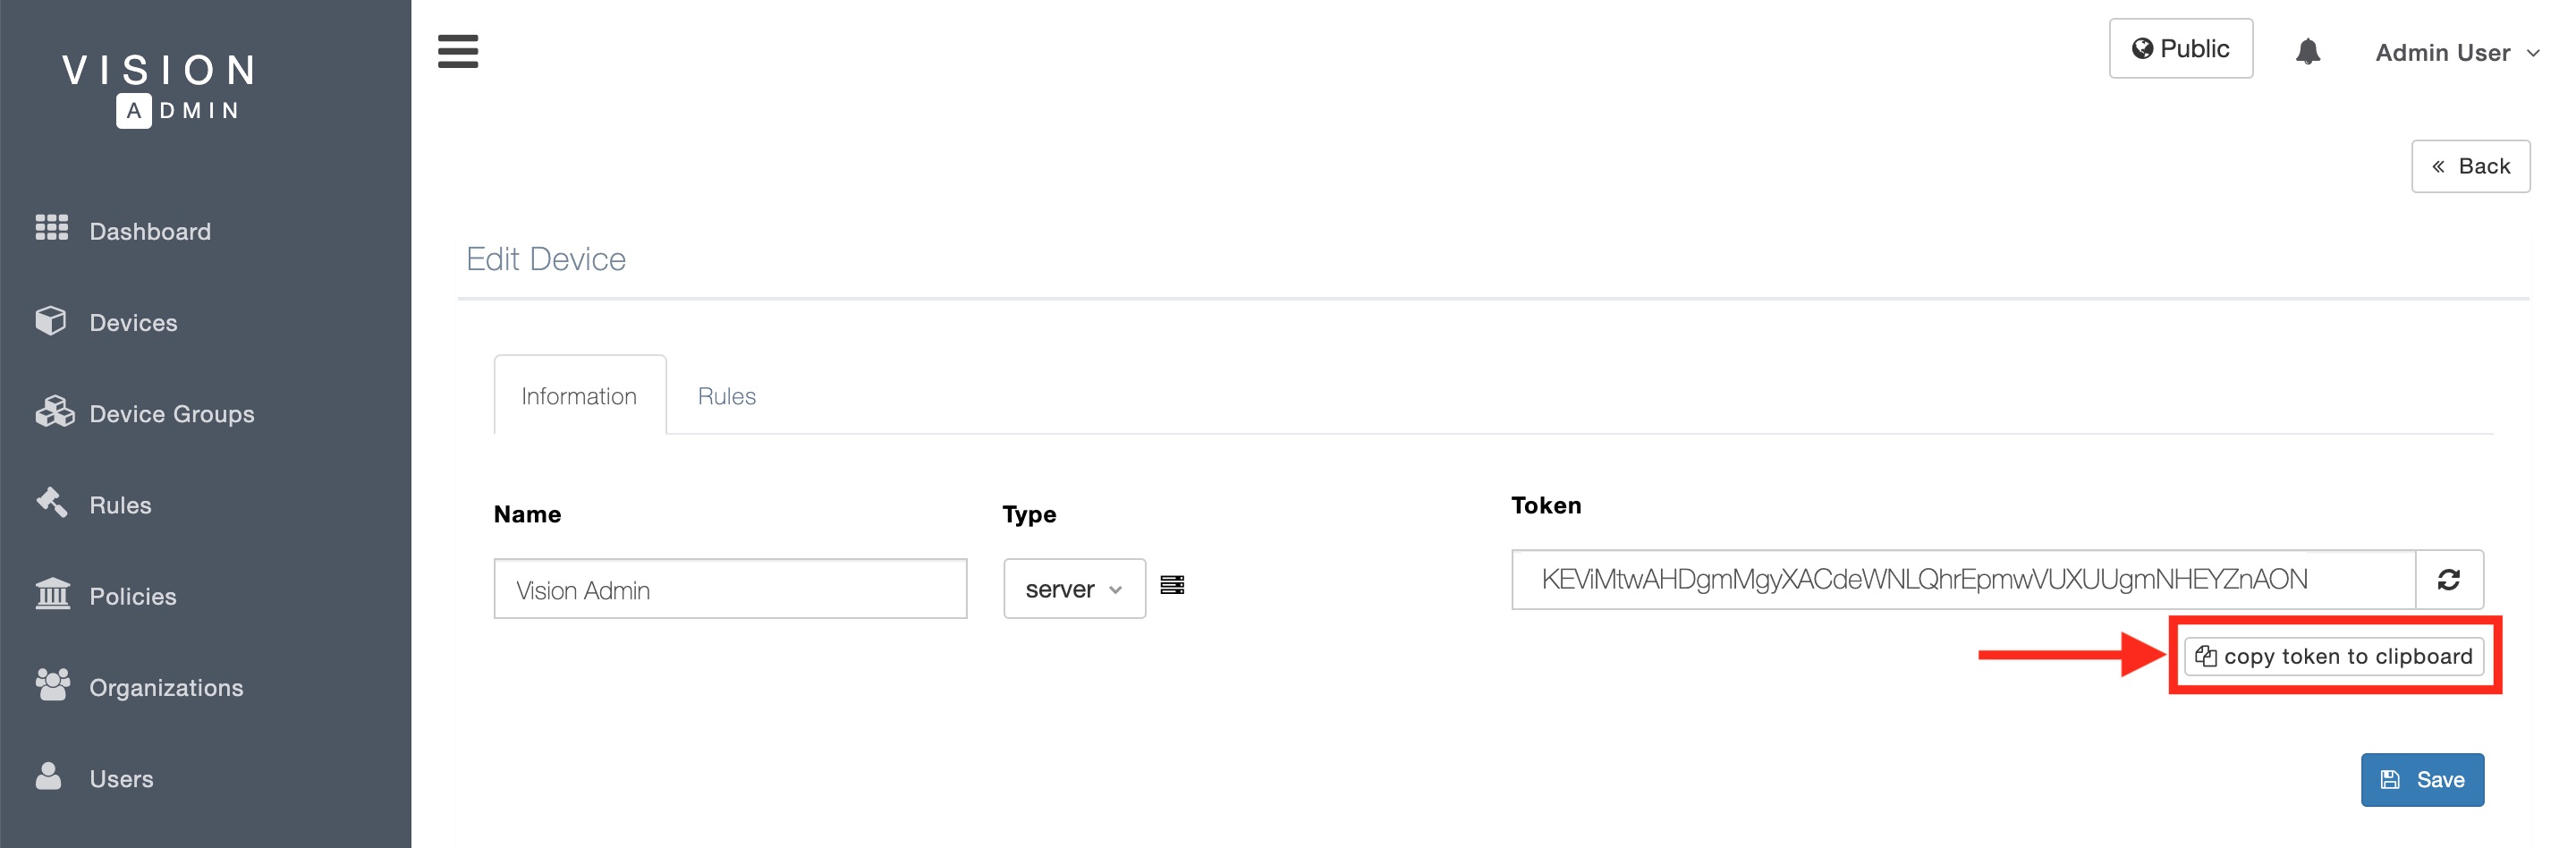 VISION
ADMIN
Dashboard
Devices
Device Groups
Rules
Policies
Organizations
Users
Public
Admin User
« Back
Edit Device
Information
Rules
Name
Type
Token
Vision Admin
server
KEViMtwAHDgmMgyXACdeWNLQhrEpmwVUXUUgmNHEYZnAON
copy token to clipboard
Save